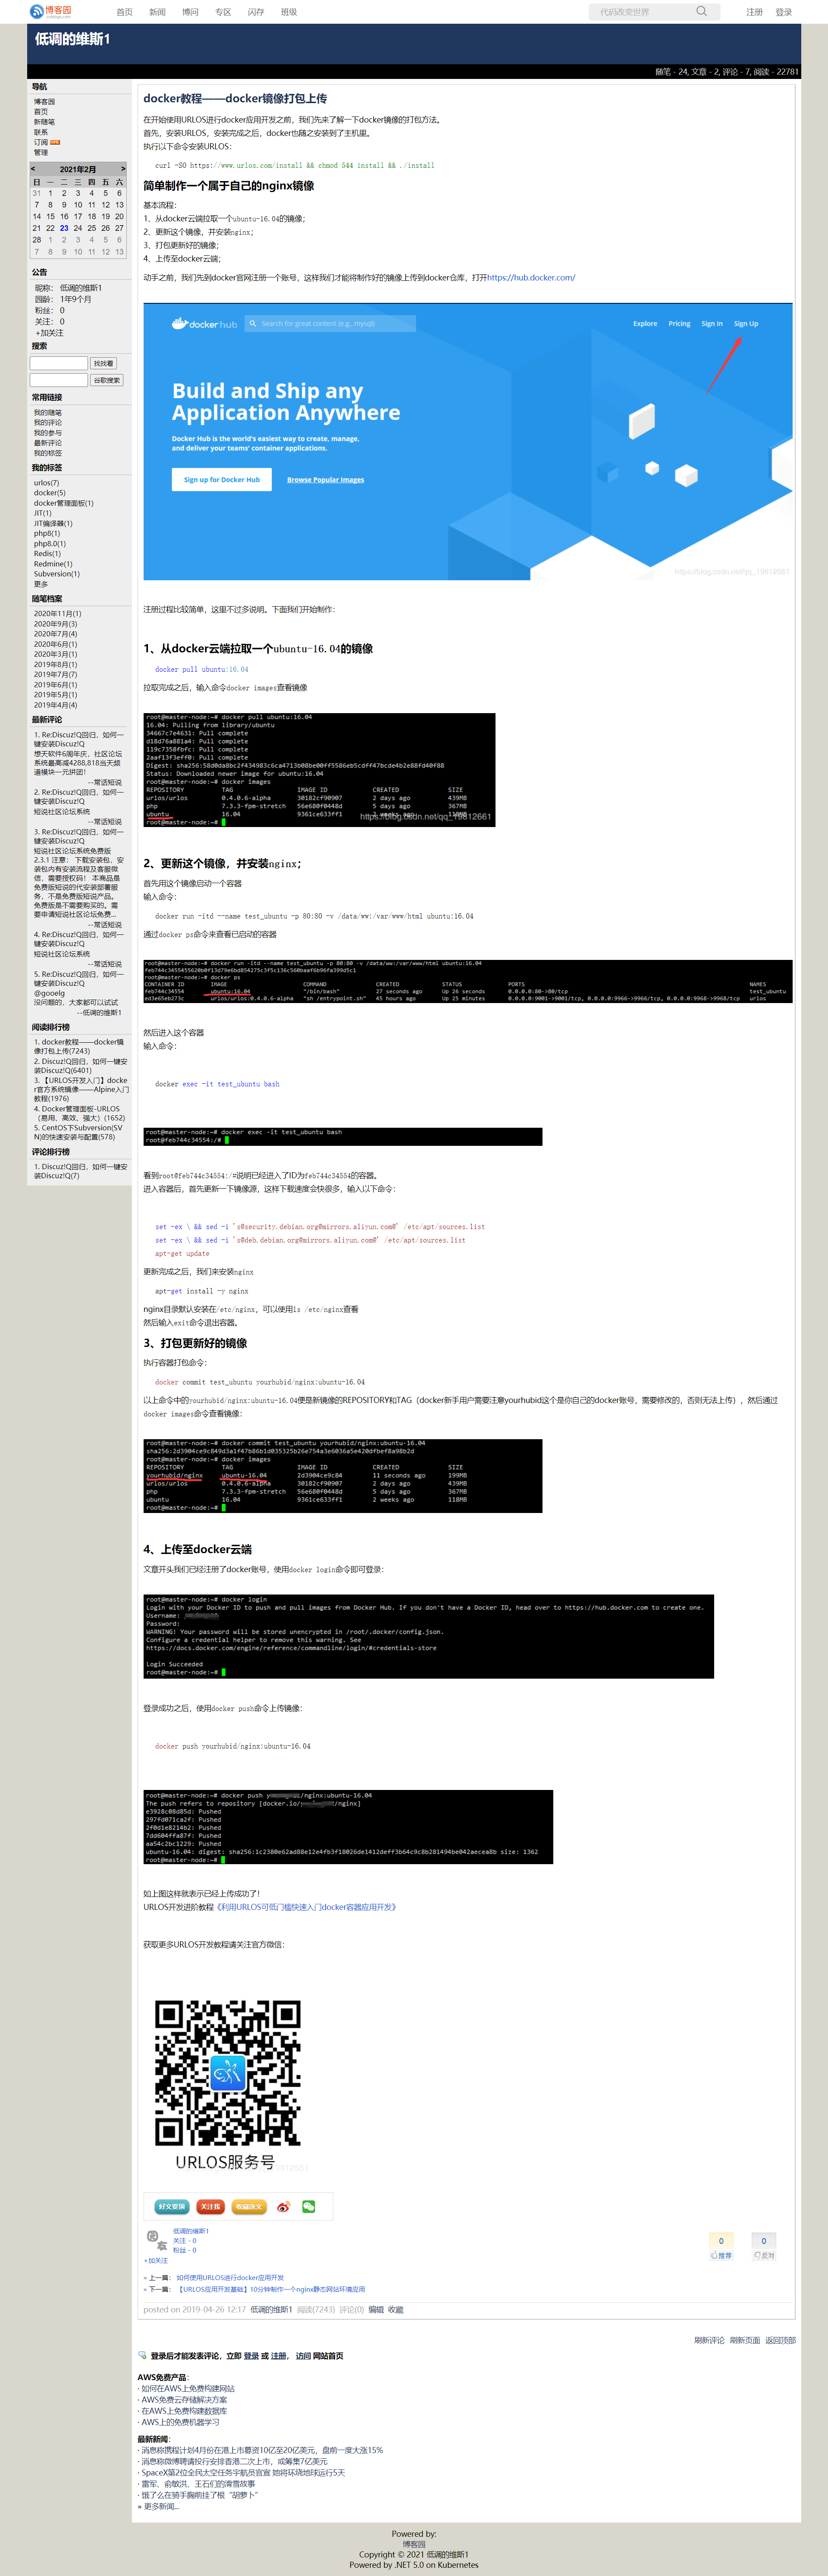 博客园
首页 新闻 博问 专区 闪存 班级
代码改变世界
注册 登录
低调的维斯1
随笔 - 24, 文章 - 2, 评论 - 7, 阅读 - 22781
导航
博客园
首页
新随笔
联系
订阅
管理
< 2021年2月 >
日 一 二 三 四 五 六
31 1 2 3 4 5 6
7 8 9 10 11 12 13
14 15 16 17 18 19 20
21 22 23 24 25 26 27
28 1 2 3 4 5 6
7 8 9 10 11 12 13
公告
昵称： 低调的维斯1
园龄： 1年9个月
粉丝： 0
关注： 0
+加关注
搜索
找找看
谷歌搜索
常用链接
我的随笔
我的评论
我的参与
最新评论
我的标签
我的标签
urlos(7)
docker(5)
docker管理面板(1)
JIT(1)
JIT编译器(1)
php8(1)
php8.0(1)
Redis(1)
Redmine(1)
Subversion(1)
更多
随笔档案
2020年11月(1)
2020年9月(3)
2020年7月(4)
2020年6月(1)
2020年3月(1)
2019年8月(1)
2019年7月(7)
2019年6月(1)
2019年5月(1)
2019年4月(4)
最新评论
1. Re:Discuz!Q回归，如何一
键安装Discuz!Q
想天软件6周年庆，社区论坛
系统最高减4288,818当天频
道模块一元拼团！
--常话短说
2. Re:Discuz!Q回归，如何一
键安装Discuz!Q
短说社区论坛系统
--常话短说
3. Re:Discuz!Q回归，如何一
键安装Discuz!Q
短说社区论坛系统免费版
2.3.1 注意： 下载安装包，安
装包内有安装流程及客服微
信，需要授权码！ 本商品是
免费版短说的代安装部署服
务，不是免费版短说产品。
免费版是不需要购买的。需
要申请短说社区论坛免费...
--常话短说
4. Re:Discuz!Q回归，如何一
键安装Discuz!Q
短说社区论坛系统
--常话短说
5. Re:Discuz!Q回归，如何一
键安装Discuz!Q
@gooelg
没问题的，大家都可以试试
--低调的维斯1
阅读排行榜
1. docker教程——docker镜
像打包上传(7243)
2. Discuz!Q回归，如何一键安
装Discuz!Q(6401)
3. 【URLOS开发入门】docke
r官方系统镜像——Alpine入门
教程(1976)
4. Docker管理面板-URLOS
（易用、高效、强大）(1652)
5. CentOS下Subversion(SV
N)的快速安装与配置(578)
评论排行榜
1. Discuz!Q回归，如何一键安
装Discuz!Q(7)
docker教程——docker镜像打包上传
在开始使用URLOS进行docker应用开发之前，我们先来了解一下docker镜像的打包方法。
首先，安装URLOS，安装完成之后，docker也随之安装到了主机里。
执行以下命令安装URLOS：
curl -SO https://www.urlos.com/install && chmod 544 install && ./install
简单制作一个属于自己的nginx镜像
基本流程：
1、从docker云端拉取一个ubuntu-16.04的镜像；
2、更新这个镜像，并安装nginx；
3、打包更新好的镜像；
4、上传至docker云端；
动手之前，我们先到docker官网注册一个账号，这样我们才能将制作好的镜像上传到docker仓库，打开https://hub.docker.com/
docker hub
Search for great content (e.g., mysql)
Explore Pricing Sign In Sign Up
Build and Ship any
Application Anywhere
Docker Hub is the world's easiest way to create, manage,
and deliver your teams' container applications.
Sign up for Docker Hub Browse Popular Images
https://blog.csdn.net/qq_19812661
注册过程比较简单，这里不过多说明。下面我们开始制作：
1、从docker云端拉取一个ubuntu-16.04的镜像
docker pull ubuntu:16.04
拉取完成之后，输入命令docker images查看镜像
root@master-node:~# docker pull ubuntu:16.04
16.04: Pulling from library/ubuntu
34667c7e4631: Pull complete
d18d76a881a4: Pull complete
119c7358fbfc: Pull complete
2aaf13f3eff0: Pull complete
Digest: sha256:58d0da8bc2f434983c6ca4713b08be00ff5586eb5cdff47bcde4b2e88fd40f88
Status: Downloaded newer image for ubuntu:16.04
root@master-node:~# docker images
REPOSITORY TAG IMAGE ID CREATED SIZE
urlos/urlos 0.4.0.6-alpha 30182cf90907 2 days ago 439MB
php 7.3.3-fpm-stretch 56e680f0448d 5 days ago 367MB
ubuntu 16.04 9361ce633ff1 2 weeks ago 118MB
root@master-node:~#
https://blog.csdn.net/qq_19812661
2、更新这个镜像，并安装nginx；
首先用这个镜像启动一个容器
输入命令：
docker run -itd --name test_ubuntu -p 80:80 -v /data/ww:/var/www/html ubuntu:16.04
通过docker ps命令来查看已启动的容器
root@master-node:~# docker run -itd --name test_ubuntu -p 80:80 -v /data/ww:/var/www/html ubuntu:16.04
root@master-node:~# docker ps
CONTAINER ID IMAGE COMMAND CREATED STATUS PORTS NAMES
feb744c34554 ubuntu:16.04 "/bin/bash" 27 seconds ago Up 26 seconds 0.0.0.0:80->80/tcp test_ubuntu
ed3e65eb273c urlos/urlos:0.4.0.6-alpha "sh /entrypoint.sh" 45 hours ago Up 25 minutes 0.0.0.0:9001->9001/tcp, 0.0.0.0:9966->9966/tcp, 0.0.0.0:9968->9968/tcp urlos
然后进入这个容器
输入命令：
docker exec -it test_ubuntu bash
root@master-node:~# docker exec -it test_ubuntu bash
root@feb744c34554:/#
看到root@feb744c34554:/#说明已经进入了ID为feb744c34554的容器。
进入容器后，首先更新一下镜像源，这样下载速度会快很多，输入以下命令：
set -ex \ && sed -i 's@security.debian.org@mirrors.aliyun.com@' /etc/apt/sources.list
set -ex \ && sed -i 's@deb.debian.org@mirrors.aliyun.com@' /etc/apt/sources.list
apt-get update
更新完成之后，我们来安装nginx
apt-get install -y nginx
nginx目录默认安装在/etc/nginx，可以使用ls /etc/nginx查看
然后输入exit命令退出容器。
3、打包更新好的镜像
执行容器打包命令：
docker commit test_ubuntu yourhubid/nginx:ubuntu-16.04
以上命令中的yourhubid/nginx:ubuntu-16.04便是新镜像的REPOSITORY和TAG（docker新手用户需要注意yourhubid这个是你自己的docker账号，需要修改的，否则无法上传），然后通过
docker images命令查看镜像：
root@master-node:~# docker commit test_ubuntu yourhubid/nginx:ubuntu-16.04
sha256:2d3904ce9c849d3a1f47b86b1d035325b26e754a3e6036a5e420dfbef8a98b2d
root@master-node:~# docker images
REPOSITORY TAG IMAGE ID CREATED SIZE
yourhubid/nginx ubuntu-16.04 2d3904ce9c84 11 seconds ago 199MB
urlos/urlos 0.4.0.6-alpha 30182cf90907 2 days ago 439MB
php 7.3.3-fpm-stretch 56e680f0448d 5 days ago 367MB
ubuntu 16.04 9361ce633ff1 2 weeks ago 118MB
root@master-node:~#
4、上传至docker云端
文章开头我们已经注册了docker账号，使用docker login命令即可登录：
root@master-node:~# docker login
Login with your Docker ID to push and pull images from Docker Hub. If you don't have a Docker ID, head over to https://hub.docker.com to create one.
Username:
Password:
WARNING! Your password will be stored unencrypted in /root/.docker/config.json.
Configure a credential helper to remove this warning. See
https://docs.docker.com/engine/reference/commandline/login/#credentials-store
Login Succeeded
root@master-node:~#
登录成功之后，使用docker push命令上传镜像：
docker push yourhubid/nginx:ubuntu-16.04
root@master-node:~# docker push /nginx:ubuntu-16.04
The push refers to repository [docker.io/ /nginx]
e3928c08d85d: Pushed
297fd071ca2f: Pushed
2f0d1e8214b2: Pushed
7dd604ffa87f: Pushed
aa54c2bc1229: Pushed
ubuntu-16.04: digest: sha256:1c2380e62ad88e12e4fb3f18026de1412deff3b64c9c8b281494be042aecea8b size: 1362
root@master-node:~#
如上图这样就表示已经上传成功了！
URLOS开发进阶教程《利用URLOS可低门槛快速入门docker容器应用开发》
获取更多URLOS开发教程请关注官方微信：
URLOS服务号
好文要顶 关注我 收藏该文
低调的维斯1
关注 - 0
粉丝 - 0
+加关注
0 0
推荐 反对
« 上一篇： 如何使用URLOS进行docker应用开发
» 下一篇： 【URLOS应用开发基础】10分钟制作一个nginx静态网站环境应用
posted on 2019-04-26 12:17 低调的维斯1 阅读(7243) 评论(0) 编辑 收藏
刷新评论 刷新页面 返回顶部
登录后才能发表评论，立即 登录 或 注册， 访问 网站首页
AWS免费产品：
· 如何在AWS上免费构建网站
· AWS免费云存储解决方案
· 在AWS上免费构建数据库
· AWS上的免费机器学习
最新新闻：
· 消息称携程计划4月份在港上市募资10亿至20亿美元，盘前一度大涨15%
· 消息称微博聘请投行安排香港二次上市，或筹集7亿美元
· SpaceX第2位全民太空任务宇航员官宣 她将环绕地球运行5天
· 雷军、俞敏洪、王石们的滑雪故事
· 饿了么在骑手胸前挂了根“胡萝卜”
» 更多新闻...
Powered by:
博客园
Copyright © 2021 低调的维斯1
Powered by .NET 5.0 on Kubernetes